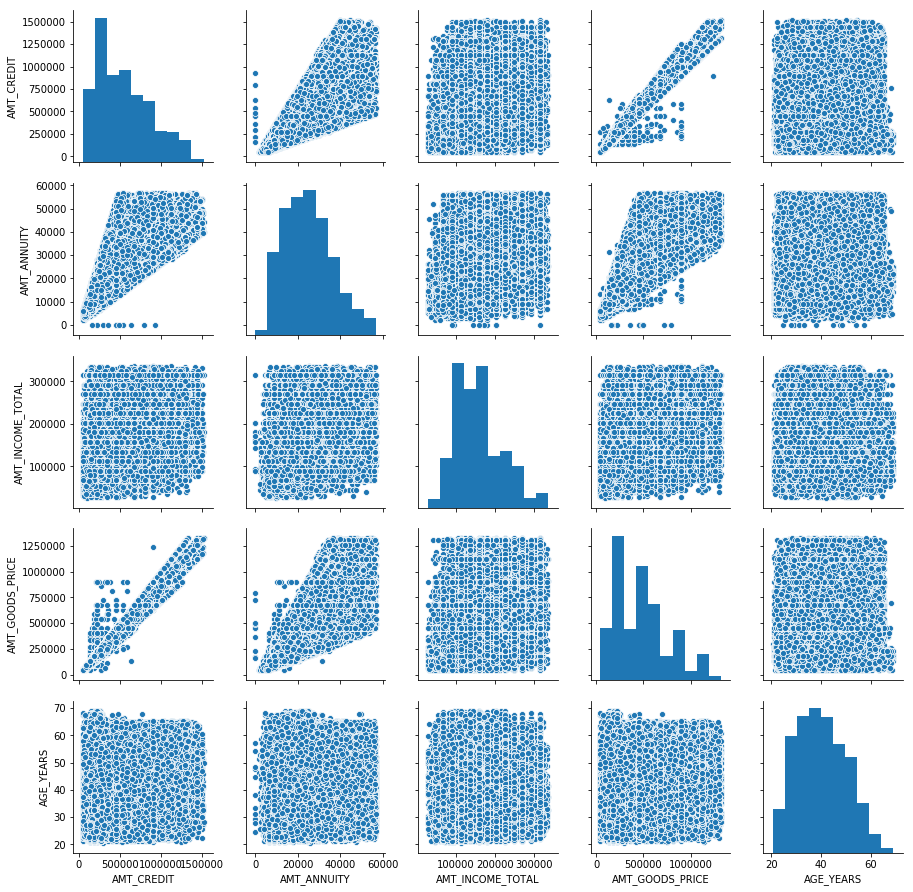 1500000
1250000
1000000
750000
500000
250000
0
AMT_CREDIT
60000
50000
40000
30000
20000
10000
0
AMT_ANNUITY
300000
200000
100000
AMT_INCOME_TOTAL
1250000
1000000
750000
500000
250000
0
AMT_GOODS_PRICE
70
60
50
40
30
20
AGE_YEARS
0 500000 1000000 1500000
0 20000 40000 60000
100000 200000 300000
0 500000 1000000
20 40 60
AMT_CREDIT
AMT_ANNUITY
AMT_INCOME_TOTAL
AMT_GOODS_PRICE
AGE_YEARS